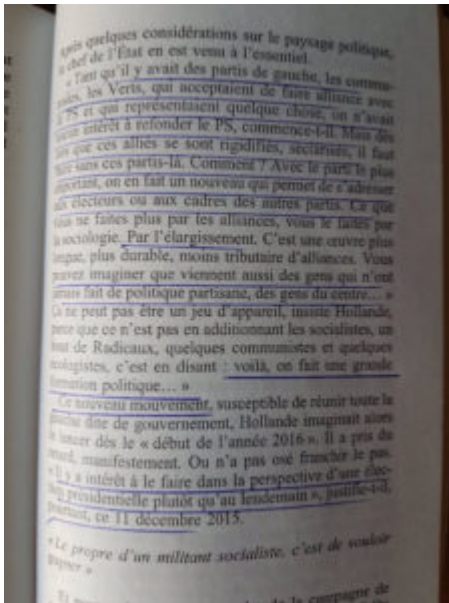 Après quelques considérations sur le paysage politique,
le chef de l'État en est venu à l'essentiel.
« Tant qu'il y avait des partis de gauche, les commu-
nistes, les Verts, qui acceptaient de faire alliance avec
le PS et qui représentaient quelque chose, on n'avait
aucun intérêt à refonder le PS, commence-t-il. Mais dès
lors que ces alliés se sont rigidifiés, sectarisés, il faut
faire sans ces partis-là. Comment ? Avec le parti le plus
important, on en fait un nouveau qui permet de s'adresser
aux électeurs ou aux cadres des autres partis. Ce que
vous ne faites plus par les alliances, vous le faites par
la sociologie. Par l'élargissement. C'est une œuvre plus
longue, plus durable, moins tributaire d'alliances. Vous
pouvez imaginer que viennent aussi des gens qui n'ont
jamais fait de politique partisane, des gens du centre… »
Ça ne peut pas être un jeu d'appareil, insiste Hollande,
parce que ce n'est pas en additionnant les socialistes, un
bout de Radicaux, quelques communistes et quelques
écologistes, c'est en disant : voilà, on fait une grande
formation politique… »
Ce nouveau mouvement, susceptible de réunir toute la
gauche dite de gouvernement, Hollande imaginait alors
le lancer dès le « début de l'année 2016 ». Il a pris du
retard, manifestement. Ou n'a pas osé franchir le pas.
« Il y a intérêt à le faire dans la perspective d'une élec-
tion présidentielle plutôt qu'au lendemain », justifie-t-il,
pourtant, ce 11 décembre 2015.
« Le propre d'un militant socialiste, c'est de vouloir
gagner »
de la campagne de